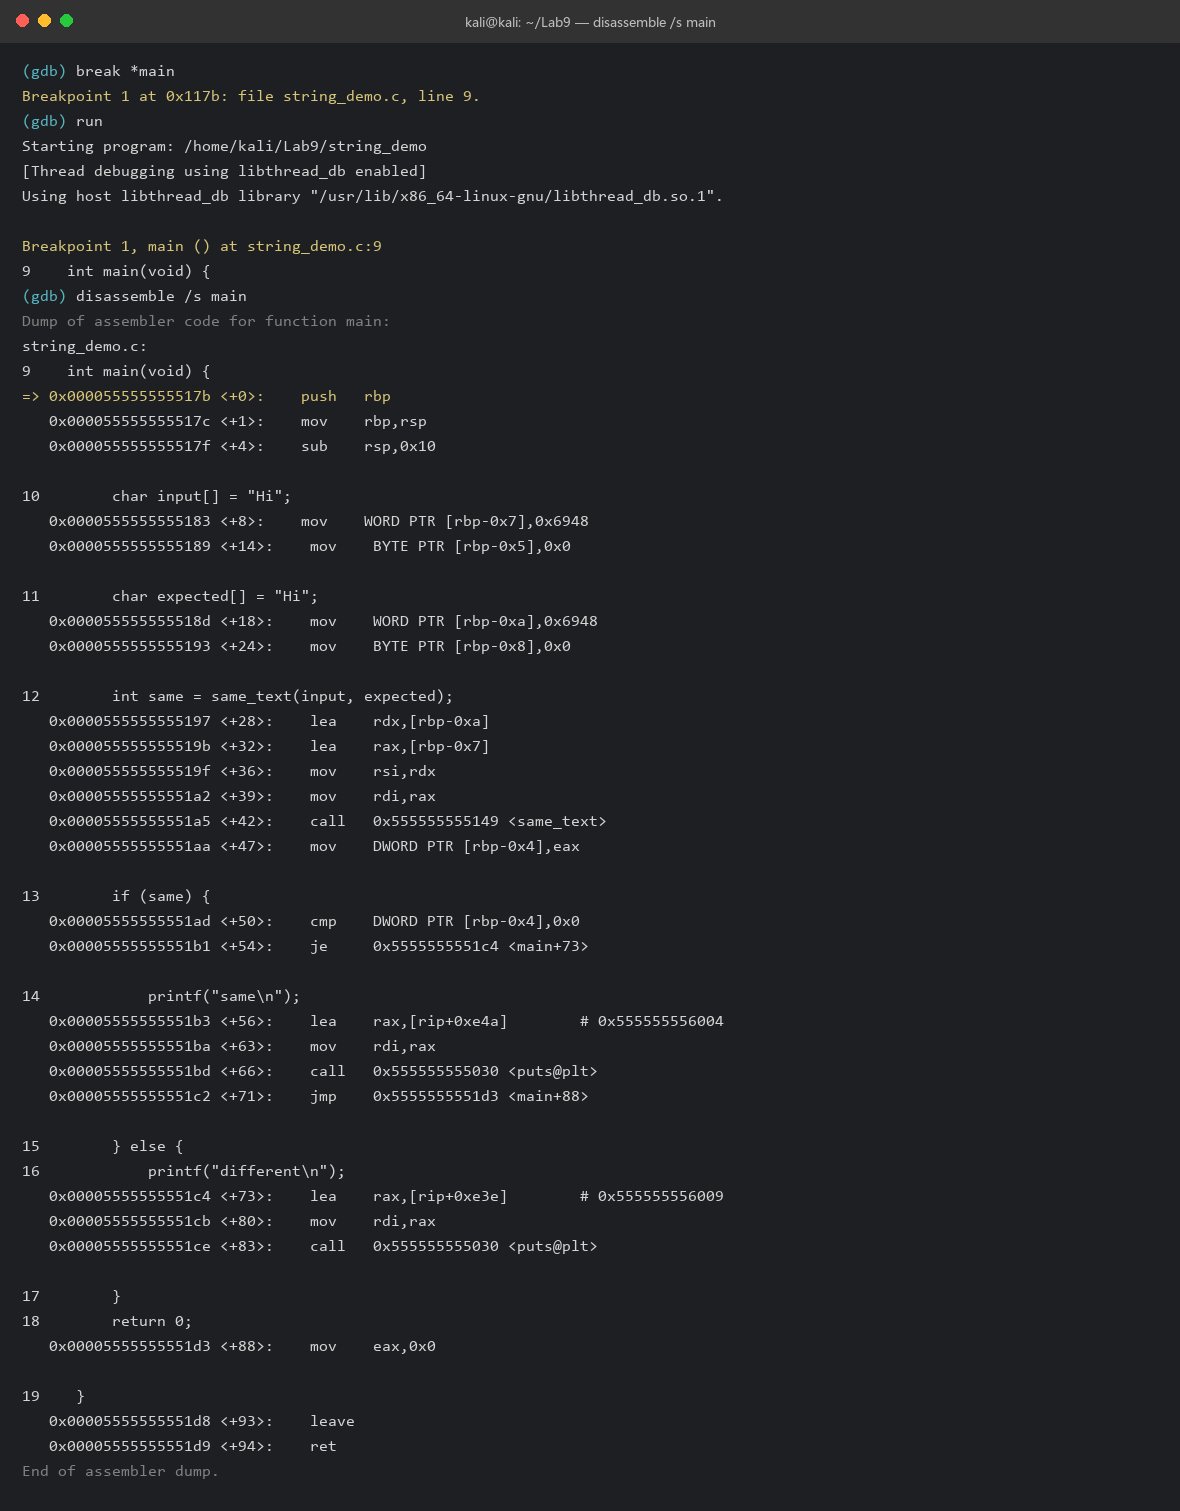 kali@kali: ~/Lab9 — disassemble /s main
(gdb) break *main
Breakpoint 1 at 0x117b: file string_demo.c, line 9.
(gdb) run
Starting program: /home/kali/Lab9/string_demo
[Thread debugging using libthread_db enabled]
Using host libthread_db library "/usr/lib/x86_64-linux-gnu/libthread_db.so.1".

Breakpoint 1, main () at string_demo.c:9
9    int main(void) {
(gdb) disassemble /s main
Dump of assembler code for function main:
string_demo.c:
9    int main(void) {
=> 0x000055555555517b <+0>:    push   rbp
   0x000055555555517c <+1>:    mov    rbp,rsp
   0x000055555555517f <+4>:    sub    rsp,0x10

10        char input[] = "Hi";
   0x0000555555555183 <+8>:    mov    WORD PTR [rbp-0x7],0x6948
   0x0000555555555189 <+14>:    mov    BYTE PTR [rbp-0x5],0x0

11        char expected[] = "Hi";
   0x000055555555518d <+18>:    mov    WORD PTR [rbp-0xa],0x6948
   0x0000555555555193 <+24>:    mov    BYTE PTR [rbp-0x8],0x0

12        int same = same_text(input, expected);
   0x0000555555555197 <+28>:    lea    rdx,[rbp-0xa]
   0x000055555555519b <+32>:    lea    rax,[rbp-0x7]
   0x000055555555519f <+36>:    mov    rsi,rdx
   0x00005555555551a2 <+39>:    mov    rdi,rax
   0x00005555555551a5 <+42>:    call   0x555555555149 <same_text>
   0x00005555555551aa <+47>:    mov    DWORD PTR [rbp-0x4],eax

13        if (same) {
   0x00005555555551ad <+50>:    cmp    DWORD PTR [rbp-0x4],0x0
   0x00005555555551b1 <+54>:    je     0x5555555551c4 <main+73>

14            printf("same\n");
   0x00005555555551b3 <+56>:    lea    rax,[rip+0xe4a]        # 0x555555556004
   0x00005555555551ba <+63>:    mov    rdi,rax
   0x00005555555551bd <+66>:    call   0x555555555030 <puts@plt>
   0x00005555555551c2 <+71>:    jmp    0x5555555551d3 <main+88>

15        } else {
16            printf("different\n");
   0x00005555555551c4 <+73>:    lea    rax,[rip+0xe3e]        # 0x555555556009
   0x00005555555551cb <+80>:    mov    rdi,rax
   0x00005555555551ce <+83>:    call   0x555555555030 <puts@plt>

17        }
18        return 0;
   0x00005555555551d3 <+88>:    mov    eax,0x0

19    }
   0x00005555555551d8 <+93>:    leave
   0x00005555555551d9 <+94>:    ret
End of assembler dump.